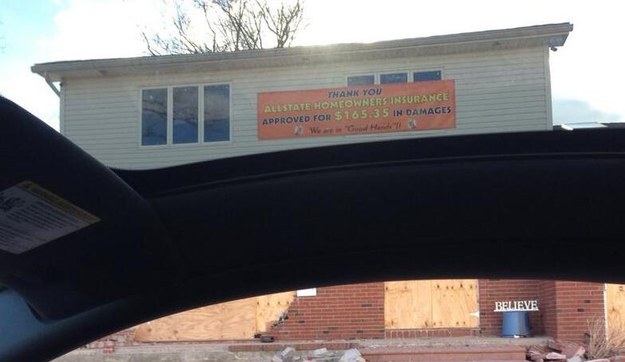 THANK YOU
ALLSTATE HOMEOWNERS INSURANCE
APPROVED FOR $165.35 IN DAMAGES
We are in "Good Hands"!!
BELIEVE